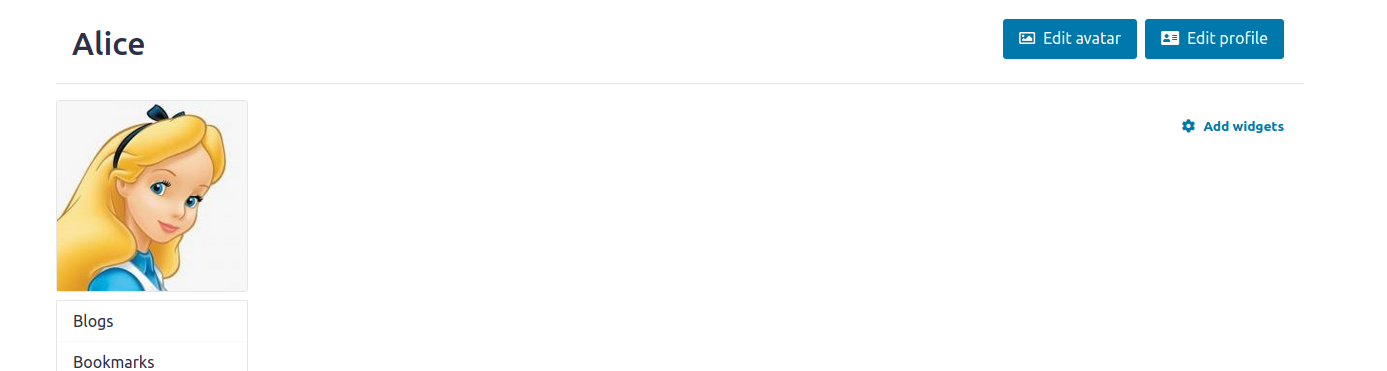 Alice
Edit avatar
Edit profile
Add widgets
Blogs
Bookmarks